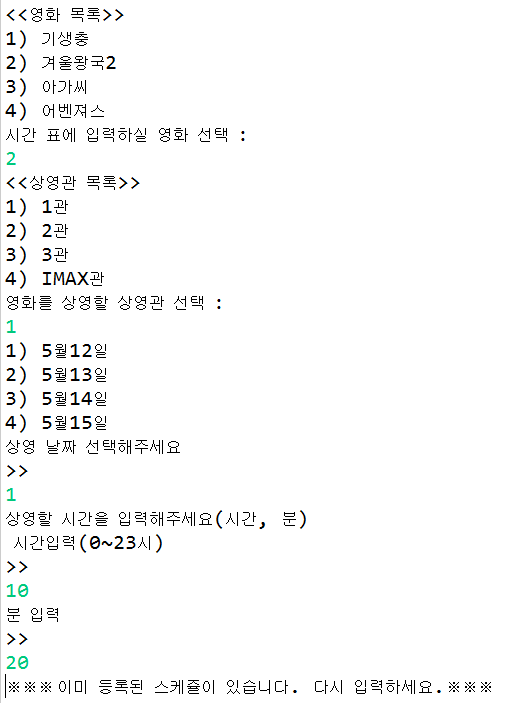 <<영화 목록>>
1) 기생충
2) 겨울왕국2
3) 아가씨
4) 어벤져스
시간 표에 입력하실 영화 선택 :
2
<<상영관 목록>>
1) 1관
2) 2관
3) 3관
4) IMAX관
영화를 상영할 상영관 선택 :
1
1) 5월12일
2) 5월13일
3) 5월14일
4) 5월15일
상영 날짜 선택해주세요
>>
1
상영할 시간을 입력해주세요(시간, 분)
시간입력(0~23시)
>>
10
분 입력
>>
20
※※※이미 등록된 스케쥴이 있습니다. 다시 입력하세요.※※※